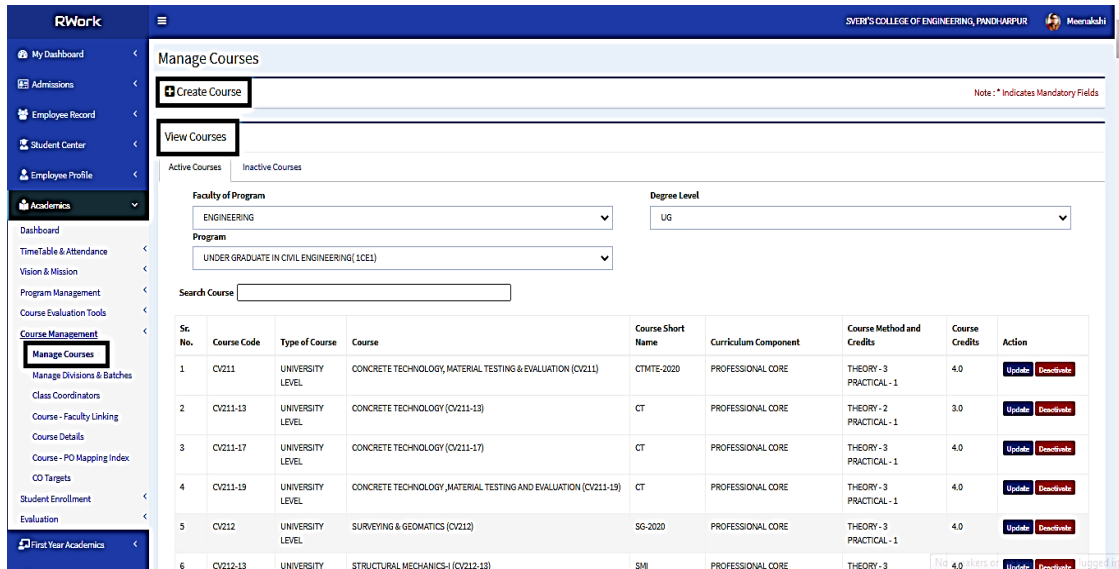 RWork
SVERI'S COLLEGE OF ENGINEERING, PANDHARPUR Meenakshi
My Dashboard
Admissions
Employee Record
Student Center
Employee Profile
Academics
Dashboard
TimeTable & Attendance
Vision & Mission
Program Management
Course Evaluation Tools
Course Management
Manage Courses
Manage Divisions & Batches
Class Coordinators
Course - Faculty Linking
Course Details
Course - PO Mapping Index
CO Targets
Student Enrollment
Evaluation
First Year Academics
Manage Courses
Create Course
Note : * Indicates Mandatory Fields
View Courses
Active Courses Inactive Courses
Faculty of Program Degree Level
ENGINEERING UG
Program
UNDER GRADUATE IN CIVIL ENGINEERING( 1CE1)
Search Course
Sr. Course Short Course Method and Course
No. Course Code Type of Course Course Name Curriculum Component Credits Credits Action
1 CV211 UNIVERSITY CONCRETE TECHNOLOGY, MATERIAL TESTING & EVALUATION (CV211) CTMTE-2020 PROFESSIONAL CORE THEORY - 3 4.0 Update Deactivate
LEVEL PRACTICAL - 1
2 CV211-13 UNIVERSITY CONCRETE TECHNOLOGY (CV211-13) CT PROFESSIONAL CORE THEORY - 2 3.0 Update Deactivate
LEVEL PRACTICAL - 1
3 CV211-17 UNIVERSITY CONCRETE TECHNOLOGY (CV211-17) CT PROFESSIONAL CORE THEORY - 3 4.0 Update Deactivate
LEVEL PRACTICAL - 1
4 CV211-19 UNIVERSITY CONCRETE TECHNOLOGY ,MATERIAL TESTING AND EVALUATION (CV211-19) CT PROFESSIONAL CORE THEORY - 3 4.0 Update Deactivate
LEVEL PRACTICAL - 1
5 CV212 UNIVERSITY SURVEYING & GEOMATICS (CV212) SG-2020 PROFESSIONAL CORE THEORY - 3 4.0 Update Deactivate
LEVEL PRACTICAL - 1
6 CV212-13 UNIVERSITY STRUCTURAL MECHANICS-I (CV212-13) SMI PROFESSIONAL CORE THEORY - 3 4.0 Update Deactivate